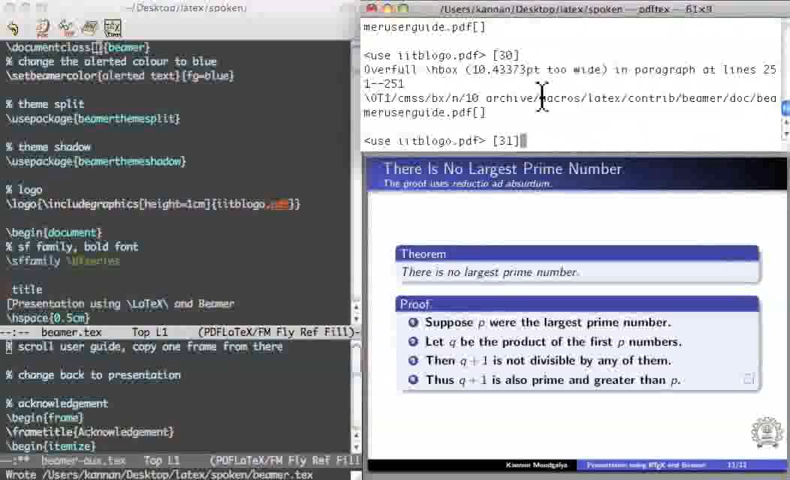 ~/Desktop/latex/spoken
\documentclass[]{beamer}
% change the alerted colour to blue
\setbeamercolor{alerted text}{fg=blue}
% theme split
\usepackage{beamerthemesplit}
% theme shadow
\usepackage{beamerthemeshadow}
% logo
\logo{\includegraphics[height=1cm]{iitblogo.pdf}}
\begin{document}
% sf family, bold font
\sffamily \bfseries
title
[Presentation using \LaTeX\ and Beamer
\hspace{0.5cm}
--:-- beamer.tex Top L1 (PDFLaTeX/FM Fly Ref Fill)
% scroll user guide, copy one frame from there
% change back to presentation
% acknowledgement
\begin{frame}
\frametitle{Acknowledgement}
\begin{itemize}
--:** beamer-aux.tex Top L1 (PDFLaTeX/FM Fly Ref Fill
Wrote /Users/kannan/Desktop/latex/spoken/beamer.tex
/Users/kannan/Desktop/latex/spoken — pdftex — 61×9
meruserguide.pdf[]
<use iitblogo.pdf> [30]
Overfull \hbox (10.43373pt too wide) in paragraph at lines 25
1--251
\OT1/cmss/bx/n/10 archive/macros/latex/contrib/beamer/doc/bea
meruserguide.pdf[]
<use iitblogo.pdf> [31]
There Is No Largest Prime Number
The proof uses reductio ad absurdum.
Theorem
There is no largest prime number.
Proof.
1 Suppose p were the largest prime number.
2 Let q be the product of the first p numbers.
3 Then q + 1 is not divisible by any of them.
4 Thus q + 1 is also prime and greater than p.
Kannan Moudgalya Presentation using LaTeX and Beamer 11/11